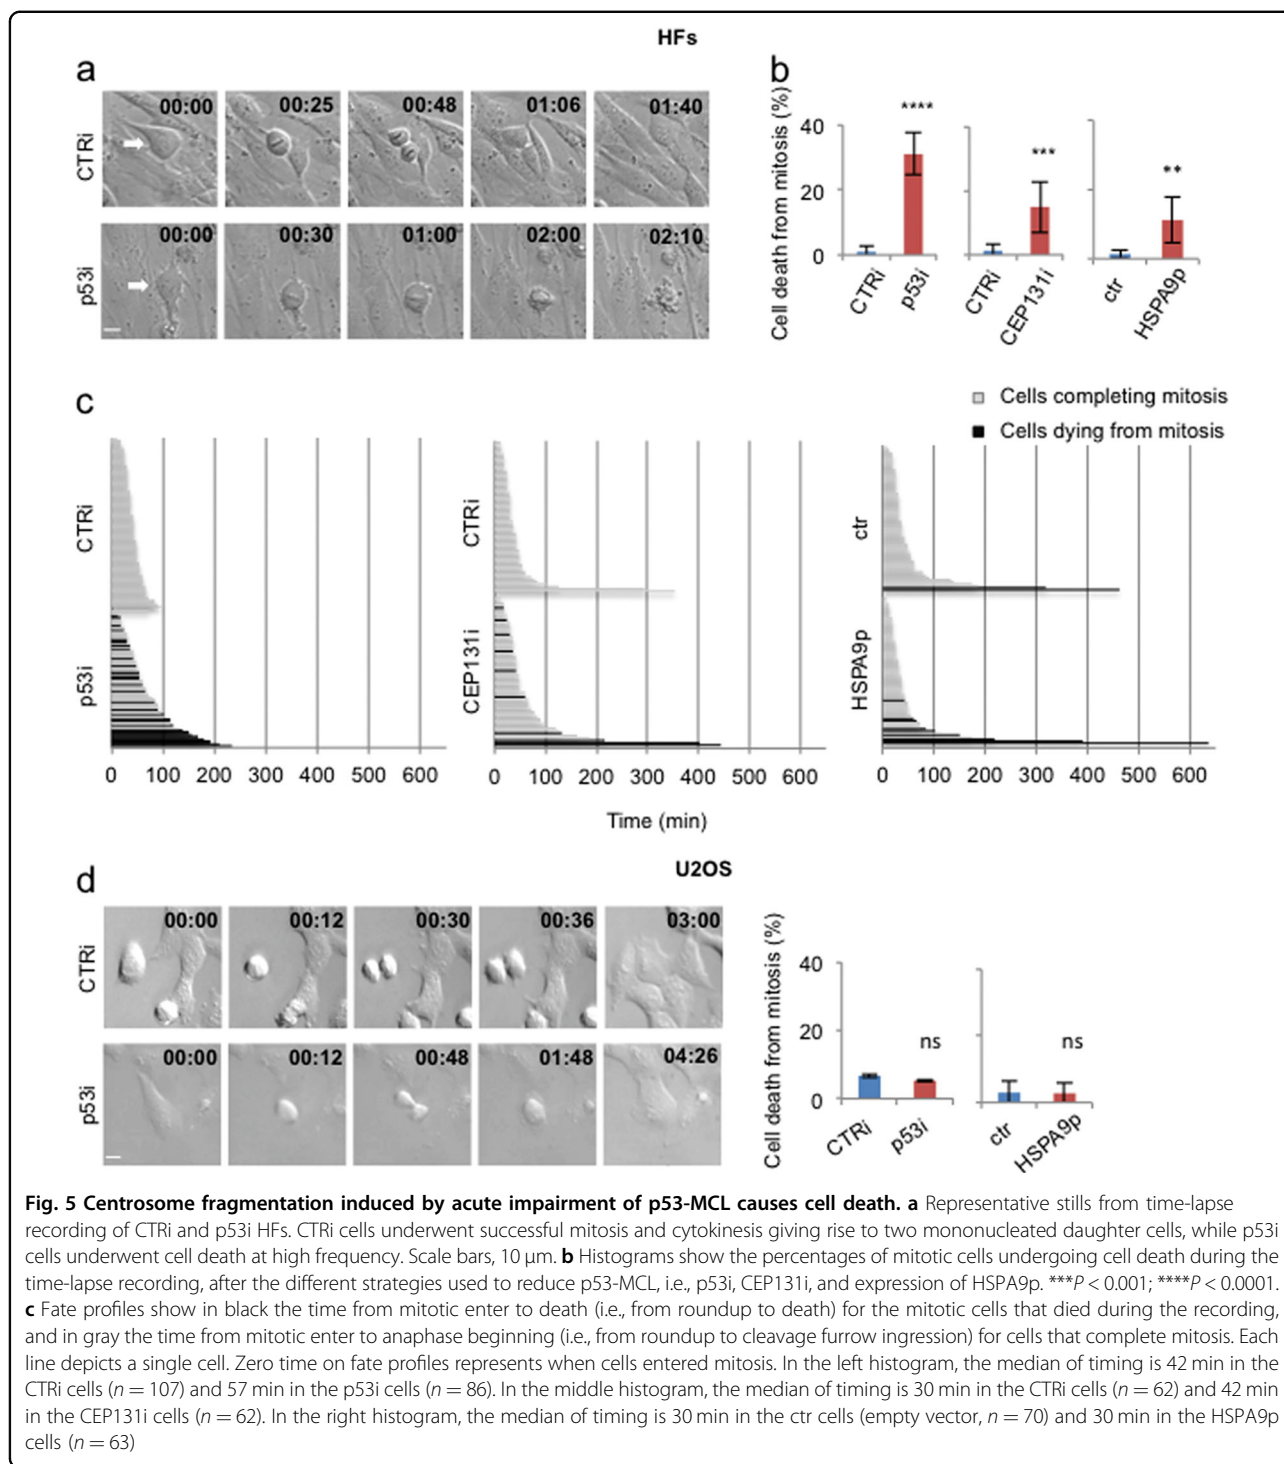 HFs
a
CTRi
00:00
00:25
00:48
01:06
01:40
p53i
00:00
00:30
01:00
02:00
02:10
b
Cell death from mitosis (%)
40
20
0
****
CTRi
p53i
***
CTRi
CEP131i
**
ctr
HSPA9p
c
Cells completing mitosis
Cells dying from mitosis
CTRi
p53i
0 100 200 300 400 500 600
CTRi
CEP131i
0 100 200 300 400 500 600
ctr
HSPA9p
0 100 200 300 400 500 600
Time (min)
U2OS
d
CTRi
00:00
00:12
00:30
00:36
03:00
p53i
00:00
00:12
00:48
01:48
04:26
Cell death from mitosis (%)
40
20
0
ns
CTRi
p53i
ns
ctr
HSPA9p
Fig. 5 Centrosome fragmentation induced by acute impairment of p53-MCL causes cell death. a Representative stills from time-lapse
recording of CTRi and p53i HFs. CTRi cells underwent successful mitosis and cytokinesis giving rise to two mononucleated daughter cells, while p53i
cells underwent cell death at high frequency. Scale bars, 10 µm. b Histograms show the percentages of mitotic cells undergoing cell death during the
time-lapse recording, after the different strategies used to reduce p53-MCL, i.e., p53i, CEP131i, and expression of HSPA9p. ***P < 0.001; ****P < 0.0001.
c Fate profiles show in black the time from mitotic enter to death (i.e., from roundup to death) for the mitotic cells that died during the recording,
and in gray the time from mitotic enter to anaphase beginning (i.e., from roundup to cleavage furrow ingression) for cells that complete mitosis. Each
line depicts a single cell. Zero time on fate profiles represents when cells entered mitosis. In the left histogram, the median of timing is 42 min in the
CTRi cells (n = 107) and 57 min in the p53i cells (n = 86). In the middle histogram, the median of timing is 30 min in the CTRi cells (n = 62) and 42 min
in the CEP131i cells (n = 62). In the right histogram, the median of timing is 30 min in the ctr cells (empty vector, n = 70) and 30 min in the HSPA9p
cells (n = 63)